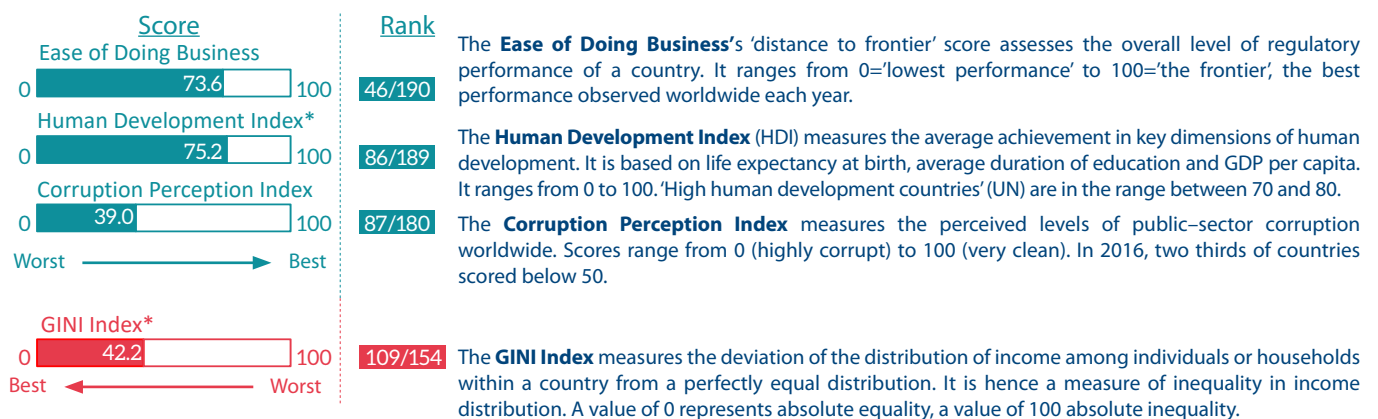 Score
Rank
Ease of Doing Business
0 73.6 100
46/190
The Ease of Doing Business's ‘distance to frontier’ score assesses the overall level of regulatory
performance of a country. It ranges from 0=’lowest performance’ to 100=’the frontier’, the best
performance observed worldwide each year.
Human Development Index*
0 75.2 100
86/189
The Human Development Index (HDI) measures the average achievement in key dimensions of human
development. It is based on life expectancy at birth, average duration of education and GDP per capita.
It ranges from 0 to 100. ‘High human development countries’ (UN) are in the range between 70 and 80.
Corruption Perception Index
0 39.0 100
87/180
The Corruption Perception Index measures the perceived levels of public–sector corruption
worldwide. Scores range from 0 (highly corrupt) to 100 (very clean). In 2016, two thirds of countries
scored below 50.
Worst Best
GINI Index*
0 42.2 100
109/154
Best Worst
The GINI Index measures the deviation of the distribution of income among individuals or households
within a country from a perfectly equal distribution. It is hence a measure of inequality in income
distribution. A value of 0 represents absolute equality, a value of 100 absolute inequality.